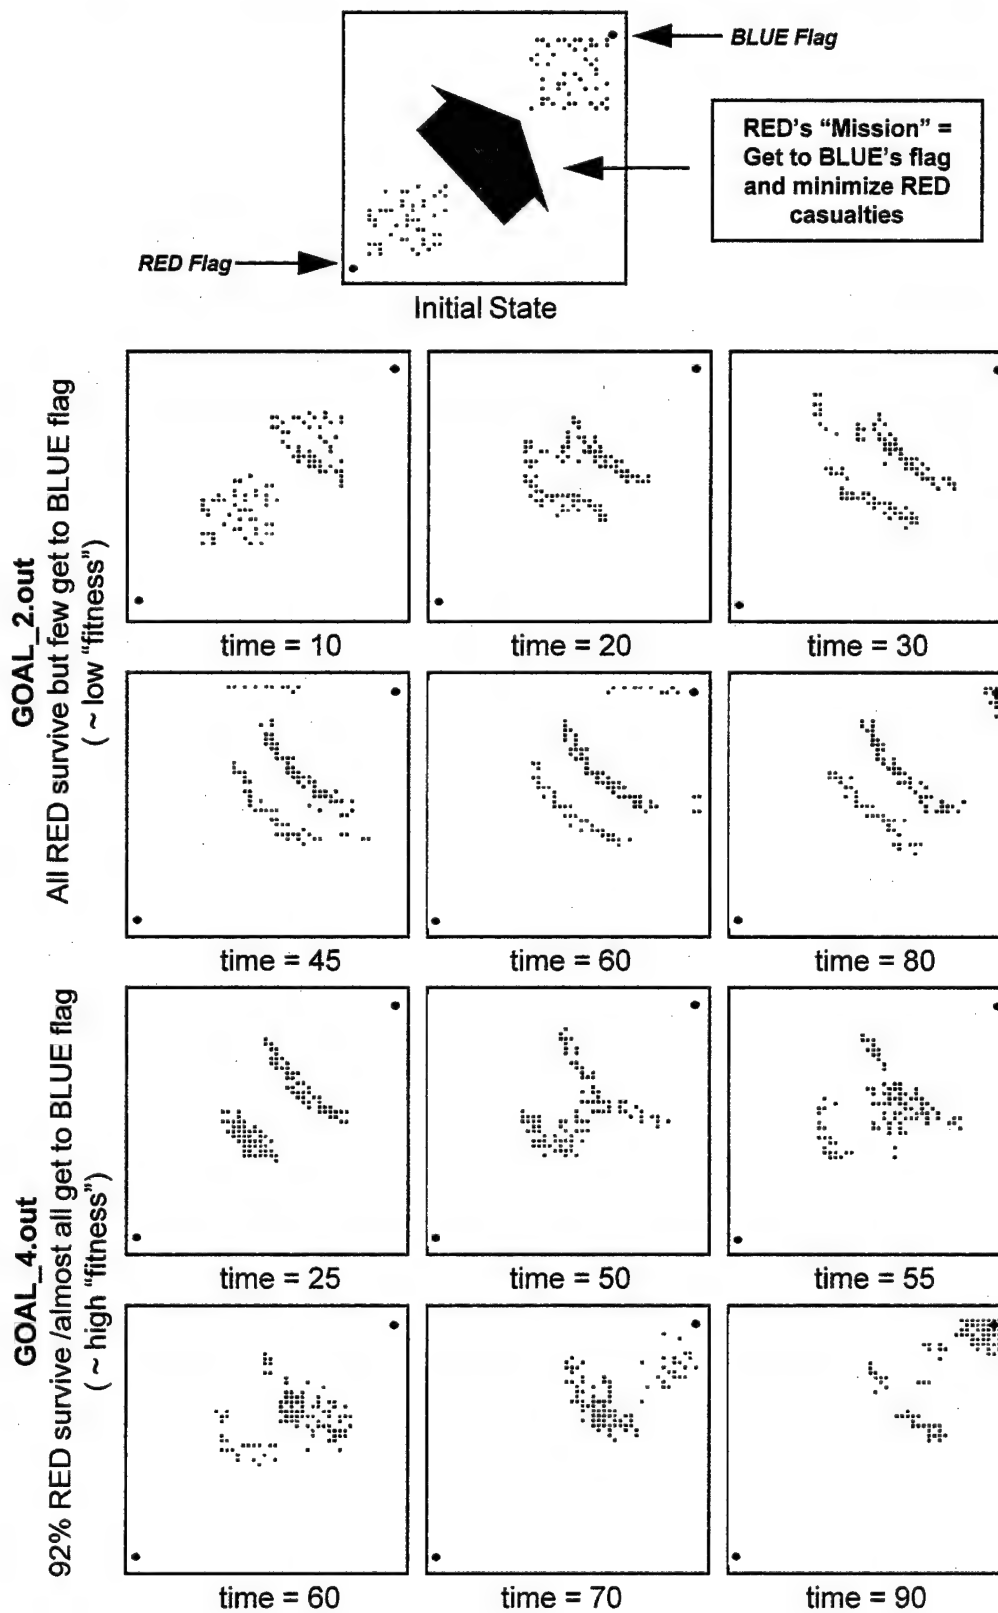 BLUE Flag
RED's “Mission” =
Get to BLUE's flag
and minimize RED
casualties
RED Flag
Initial State
GOAL_2.out
All RED survive but few get to BLUE flag
( ~ low “fitness”)
time = 10
time = 20
time = 30
time = 45
time = 60
time = 80
GOAL_4.out
92% RED survive /almost all get to BLUE flag
( ~ high “fitness”)
time = 25
time = 50
time = 55
time = 60
time = 70
time = 90